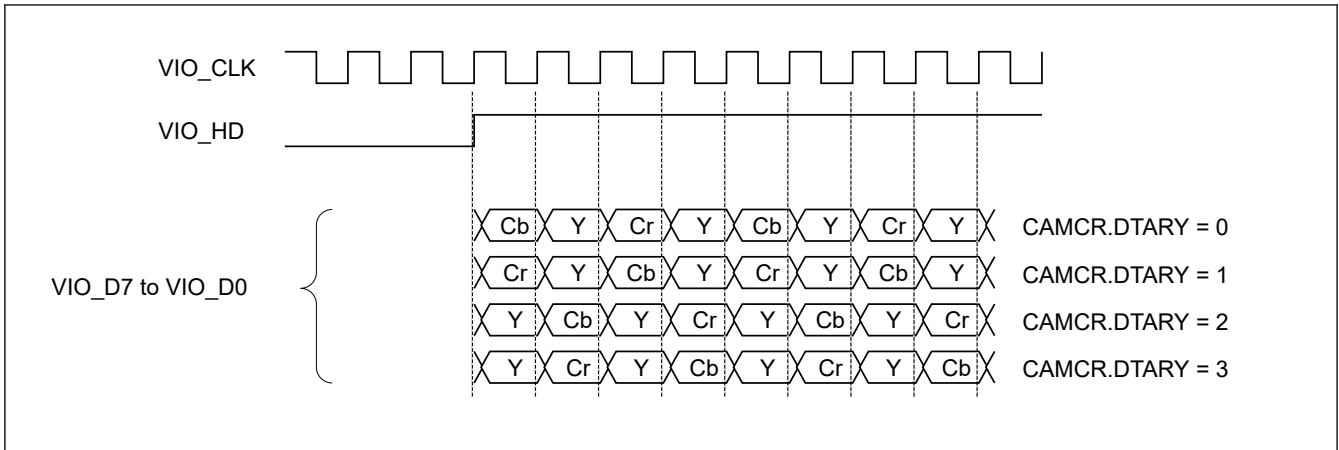 VIO_CLK
VIO_HD
Cb Y Cr Y Cb Y Cr Y CAMCR.DTARY = 0
VIO_D7 to VIO_D0
Cr Y Cb Y Cr Y Cb Y CAMCR.DTARY = 1
Y Cb Y Cr Y Cb Y Cr CAMCR.DTARY = 2
Y Cr Y Cb Y Cr Y Cb CAMCR.DTARY = 3